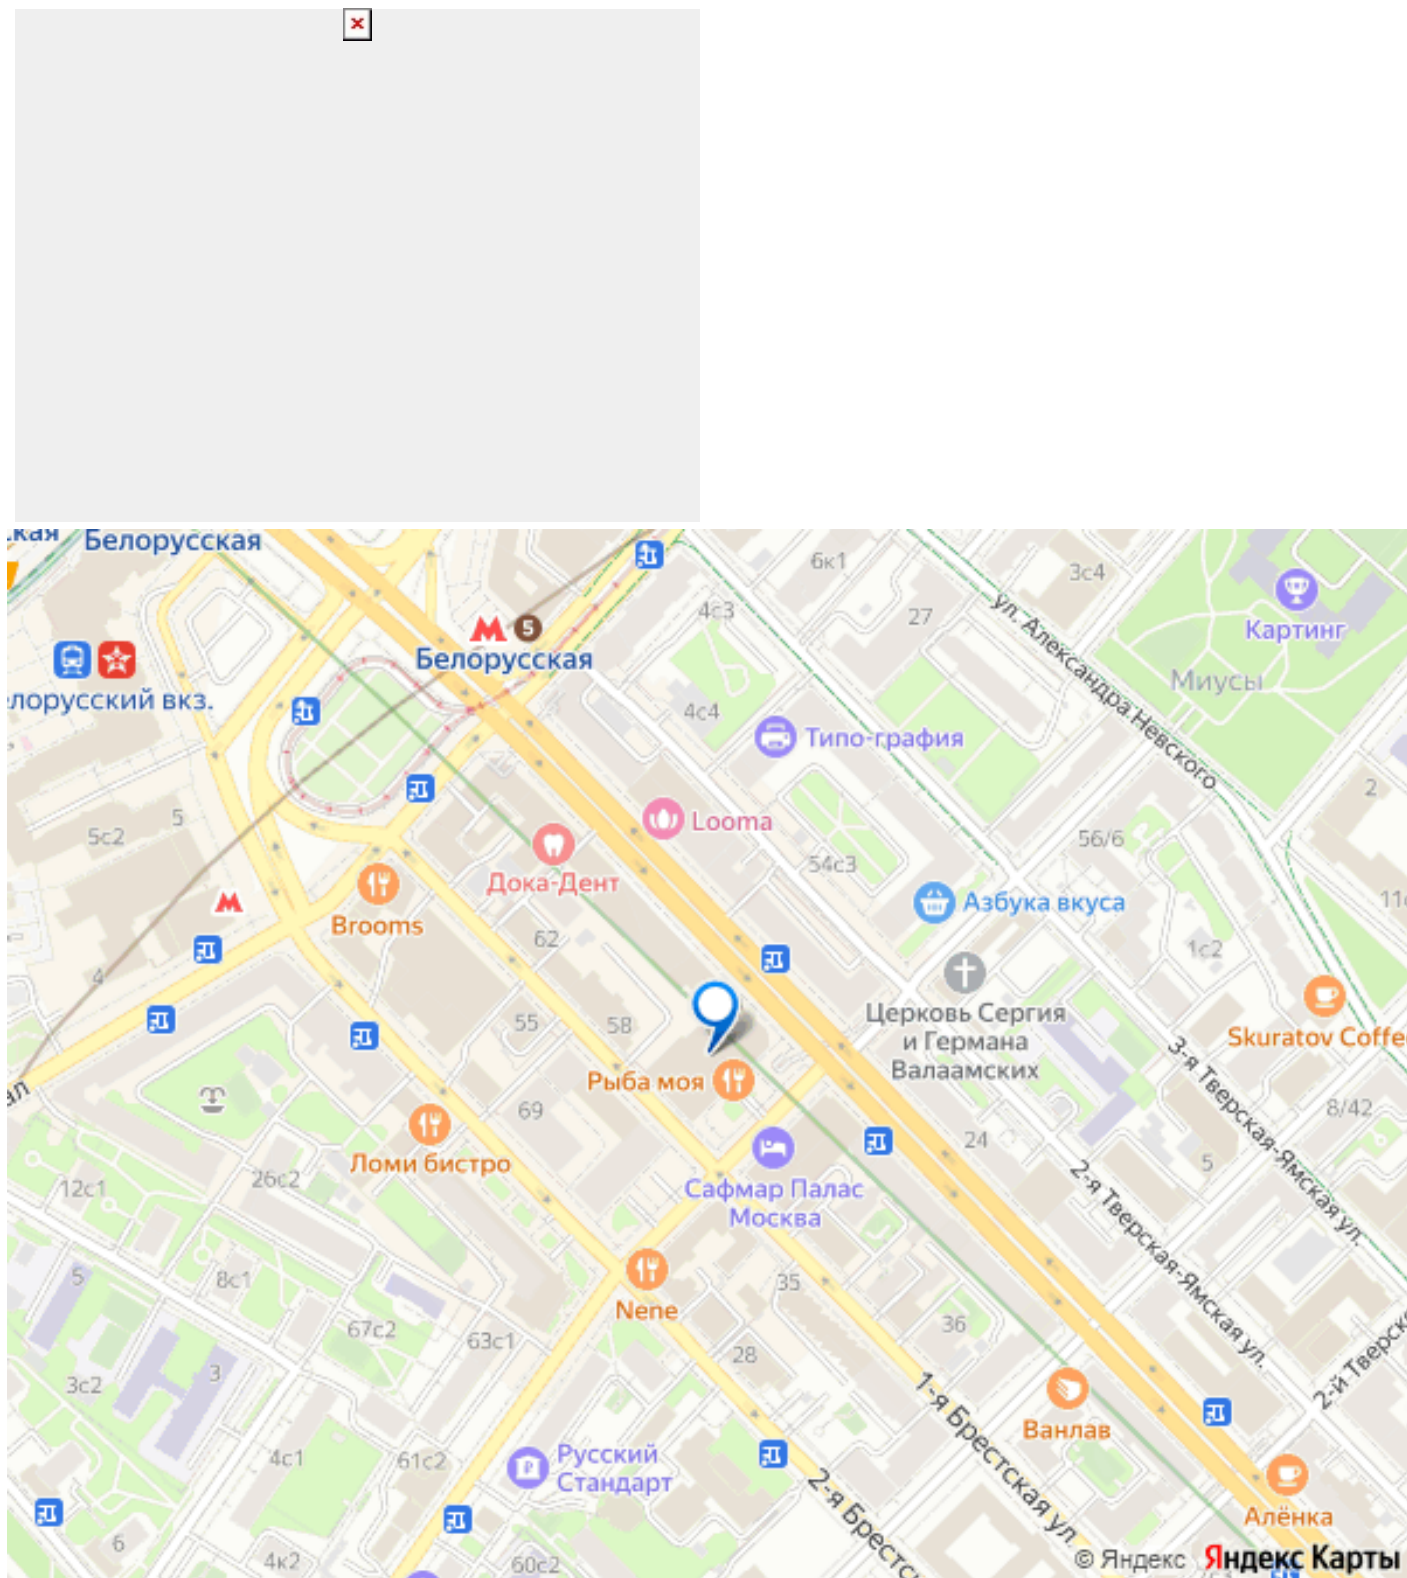 Белорусская
6к1
3с4
Картинг
4с3
27
ул. Александра Невского
5
Белорусская
Миусы
лорусский вкз.
4с4
Типо-графия
2
5
5с2
Looma
56/6
Дока-Дент
54с3
Азбука вкуса
Brooms
62
1с2
4
Церковь Сергия
и Германа
Валаамских
55
58
Skuratov Coffe
3-я Тверская-Ямская ул.
Рыба моя
69
8/42
Ломи бистро
24
5
26с2
12с1
Сафмар Палас
Москва
2-я Тверская-Ямская ул.
5
8с1
35
Nene
67с2
63с1
36
28
3
3с2
1-я Брестская ул.
2-й Тверско
Ванлав
4с1
61с2
Русский
Стандарт
2-я Брестс
Алёнка
6
4к2
60с2
© Яндекс Яндекс Карты